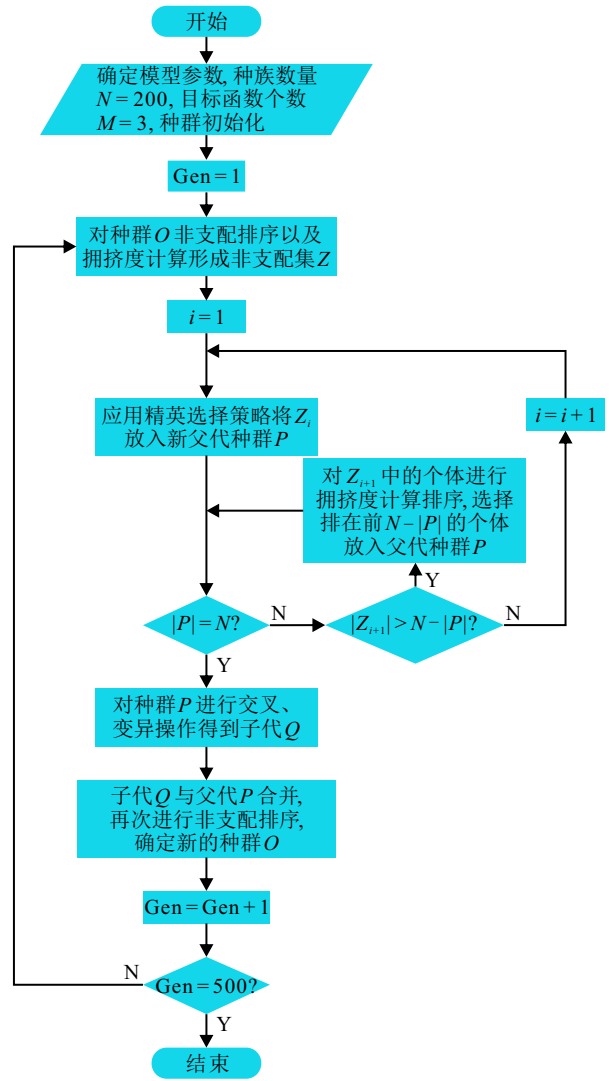 开始
确定模型参数, 种族数量
N = 200, 目标函数个数
M = 3, 种群初始化
Gen = 1
对种群O 非支配排序以及
拥挤度计算形成非支配集Z
i = 1
应用精英选择策略将Zᵢ
放入新父代种群P
i = i + 1
对 Zᵢ₊₁ 中的个体进行
拥挤度计算排序, 选择
排在前N − |P| 的个体
放入父代种群P
Y
|P| = N?
N
|Zᵢ₊₁| > N − |P|?
N
Y
对种群P 进行交叉、
变异操作得到子代Q
子代Q 与父代P 合并,
再次进行非支配排序,
确定新的种群O
Gen = Gen + 1
N
Gen = 500?
Y
结束